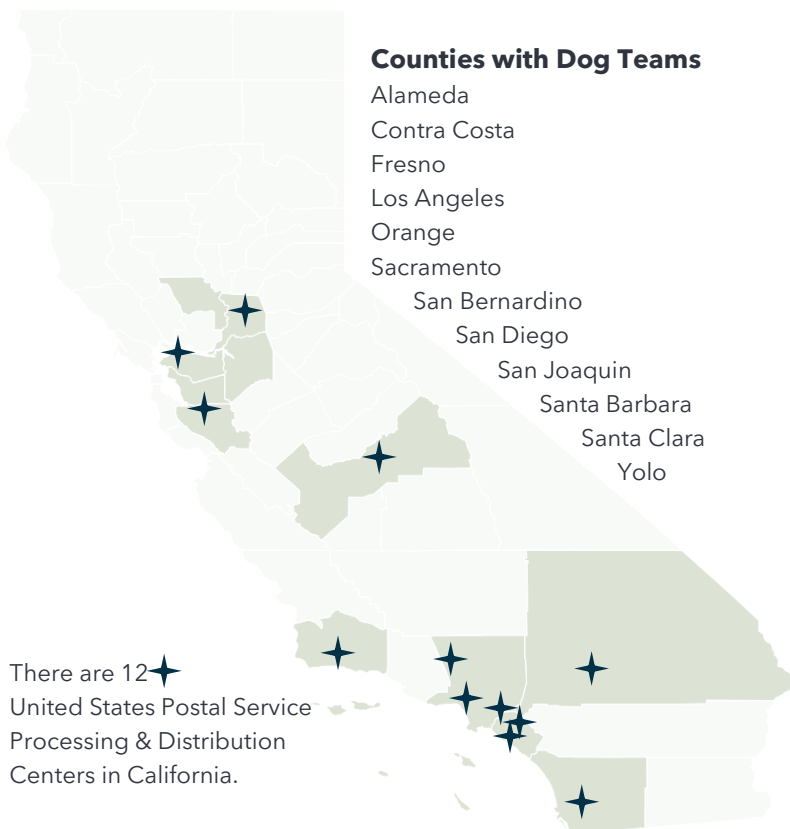 Counties with Dog Teams
Alameda
Contra Costa
Fresno
Los Angeles
Orange
Sacramento
San Bernardino
San Diego
San Joaquin
Santa Barbara
Santa Clara
Yolo
There are 12
United States Postal Service
Processing & Distribution
Centers in California.